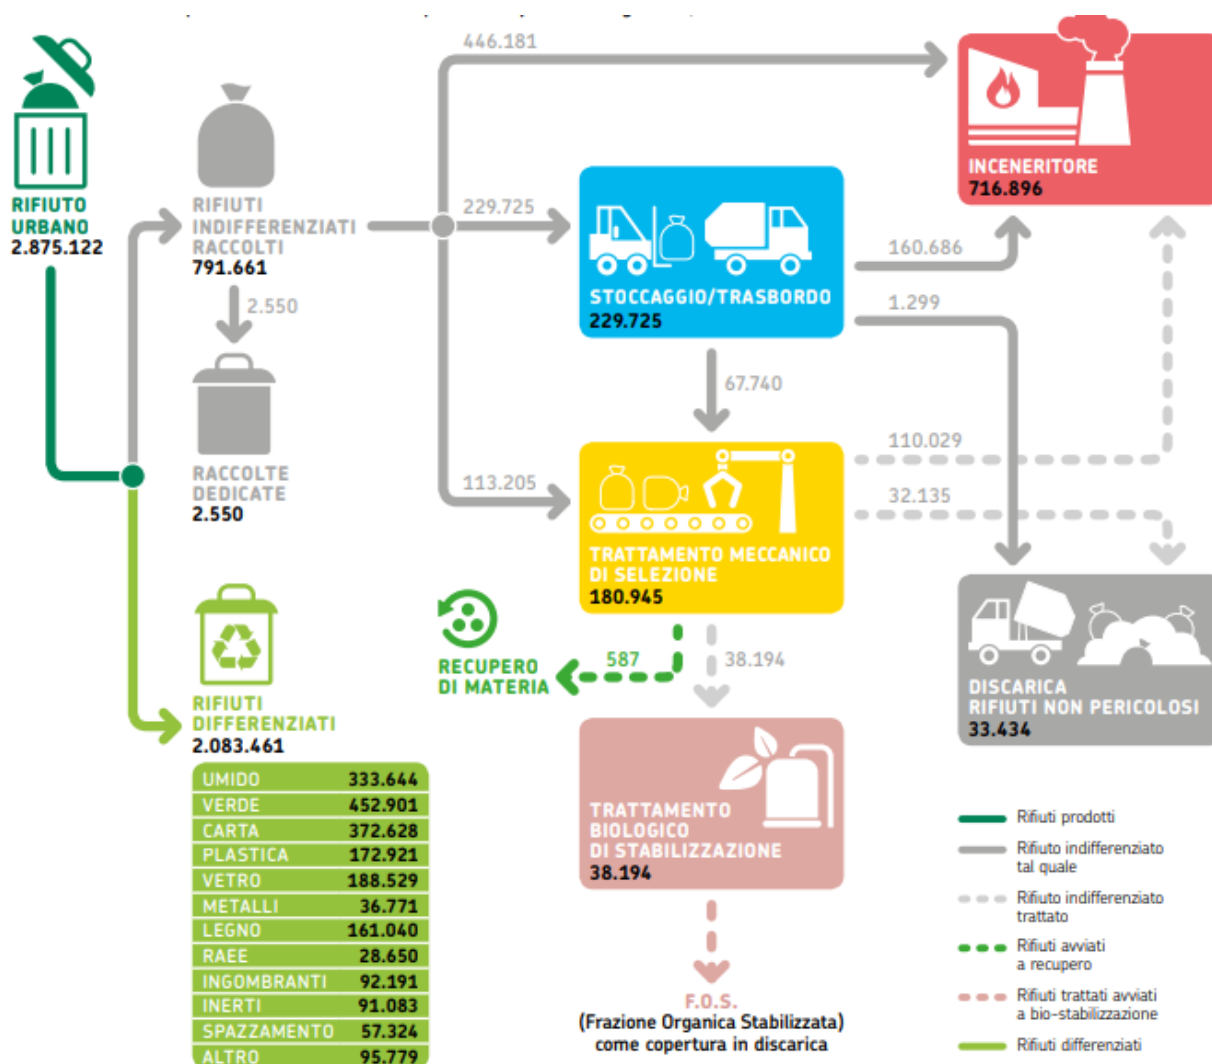 446.181
RIFIUTO
URBANO
2.875.122
RIFIUTI
INDIFFERENZIATI
RACCOLTI
791.661
2.550
RACCOLTE
DEDICATE
2.550
229.725
113.205
STOCCAGGIO/TRASBORDO
229.725
67.740
INCENERITORE
716.896
160.686
1.299
TRATTAMENTO MECCANICO
DI SELEZIONE
180.945
110.029
32.135
RECUPERO
DI MATERIA
587
38.194
DISCARICA
RIFIUTI NON PERICOLOSI
33.434
TRATTAMENTO
BIOLOGICO
DI STABILIZZAZIONE
38.194
F.O.S.
(Frazione Organica Stabilizzata)
come copertura in discarica
RIFIUTI
DIFFERENZIATI
2.083.461
UMIDO 333.644
VERDE 452.901
CARTA 372.628
PLASTICA 172.921
VETRO 188.529
METALLI 36.771
LEGNO 161.040
RAEE 28.650
INGOMBRANTI 92.191
INERTI 91.083
SPAZZAMENTO 57.324
ALTRO 95.779
Rifiuti prodotti
Rifiuto indifferenziato
tal quale
Rifiuto indifferenziato
trattato
Rifiuti avviati
a recupero
Rifiuti trattati avviati
a bio-stabilizzazione
Rifiuti differenziati